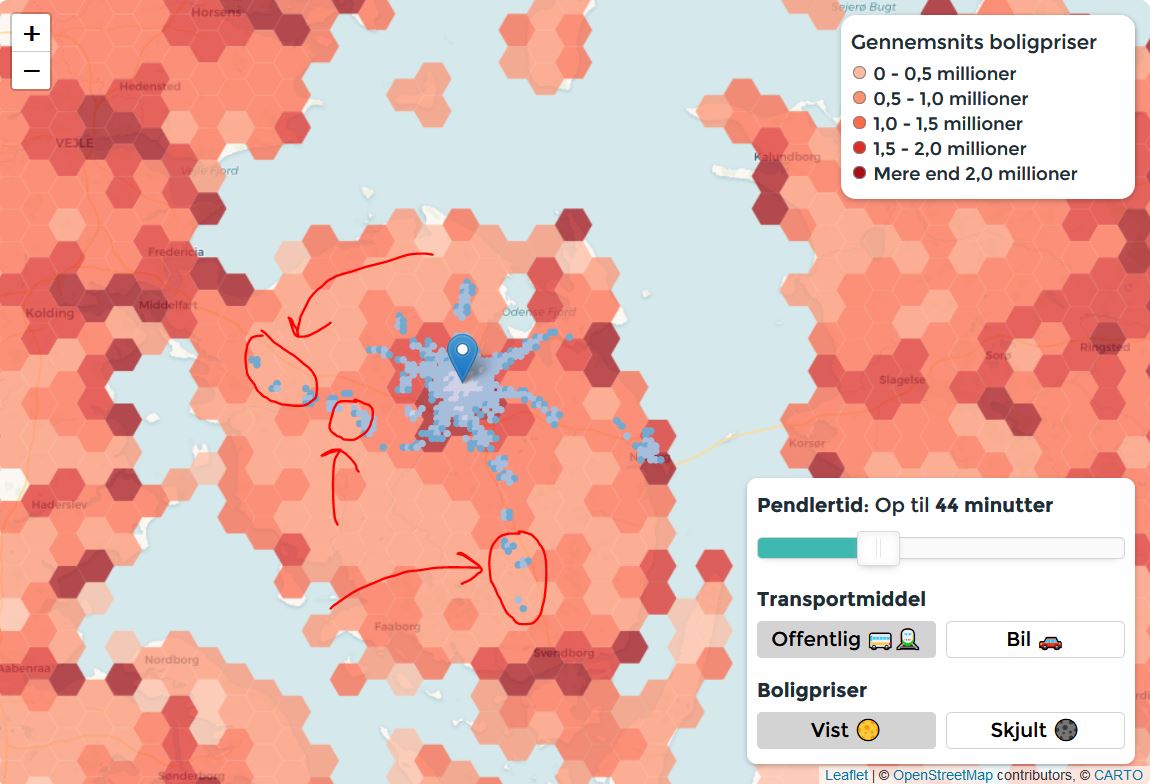 Horsens
Sejerø Bugt
+
−
Gennemsnits boligpriser
0 - 0,5 millioner
0,5 - 1,0 millioner
1,0 - 1,5 millioner
1,5 - 2,0 millioner
Mere end 2,0 millioner
Hedensted
VEJLE
Vejle Fjord
Kalundborg
Fredericia
Middelfart
Kolding
Odense Fjord
Sorø
Ringsted
Slagelse
Korsør
Haderslev
Faaborg
Svendborg
Nordborg
Aabenraa
Sønderborg
Pendlertid: Op til 44 minutter
Transportmiddel
Offentlig
Bil
Boligpriser
Vist
Skjult
Leaflet | © OpenStreetMap contributors, © CARTO